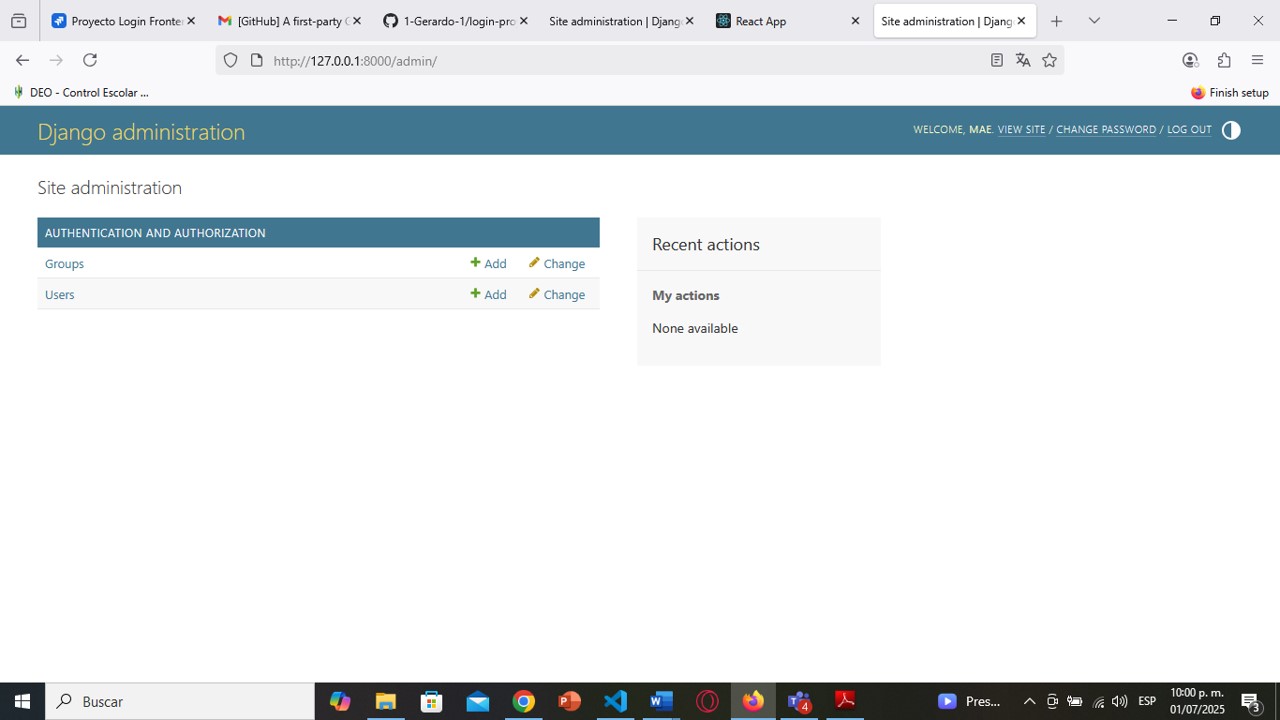 Proyecto Login Fronte
[GitHub] A first-party
1-Gerardo-1/login-pro
Site administration | Djang
React App
Site administration | Djang
http://127.0.0.1:8000/admin/
DEO - Control Escolar ...
Finish setup
Django administration
WELCOME, MAE. VIEW SITE / CHANGE PASSWORD / LOG OUT
Site administration
AUTHENTICATION AND AUTHORIZATION
Groups
Add
Change
Users
Add
Change
Recent actions
My actions
None available
Buscar
4
Pres...
ESP
10:00 p. m.
01/07/2025
3